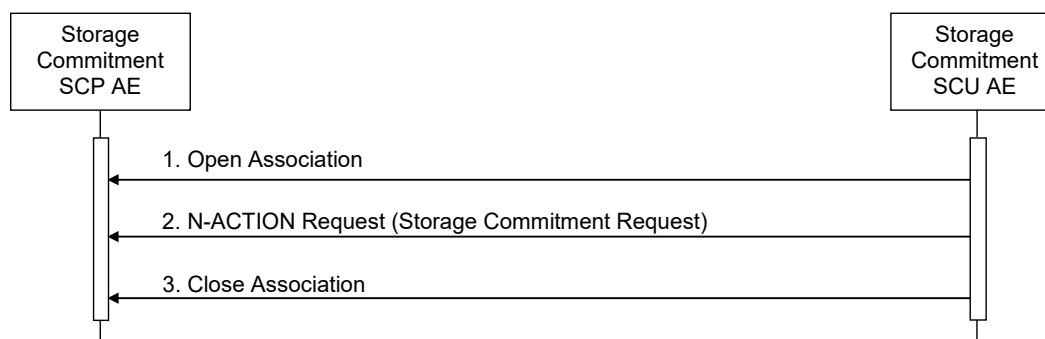 Storage
Commitment
SCP AE
Storage
Commitment
SCU AE
1. Open Association
2. N-ACTION Request (Storage Commitment Request)
3. Close Association